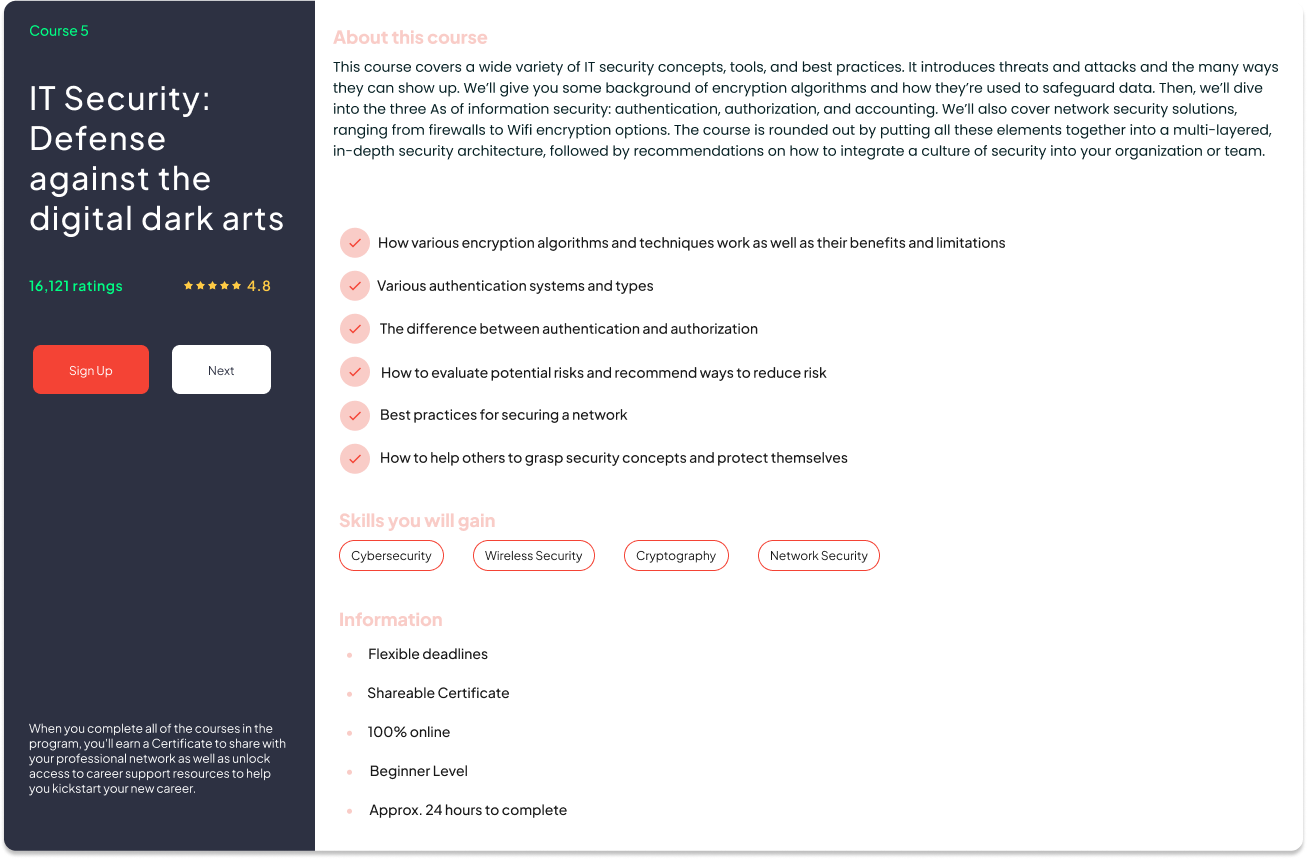 Course 5
IT Security:
Defense
against the
digital dark arts
16,121 ratings
4.8
Sign Up
Next
When you complete all of the courses in the
program, you'll earn a Certificate to share with
your professional network as well as unlock
access to career support resources to help
you kickstart your new career.
About this course
This course covers a wide variety of IT security concepts, tools, and best practices. It introduces threats and attacks and the many ways
they can show up. We’ll give you some background of encryption algorithms and how they’re used to safeguard data. Then, we’ll dive
into the three As of information security: authentication, authorization, and accounting. We’ll also cover network security solutions,
ranging from firewalls to Wifi encryption options. The course is rounded out by putting all these elements together into a multi-layered,
in-depth security architecture, followed by recommendations on how to integrate a culture of security into your organization or team.
How various encryption algorithms and techniques work as well as their benefits and limitations
Various authentication systems and types
The difference between authentication and authorization
How to evaluate potential risks and recommend ways to reduce risk
Best practices for securing a network
How to help others to grasp security concepts and protect themselves
Skills you will gain
Cybersecurity
Wireless Security
Cryptography
Network Security
Information
Flexible deadlines
Shareable Certificate
100% online
Beginner Level
Approx. 24 hours to complete